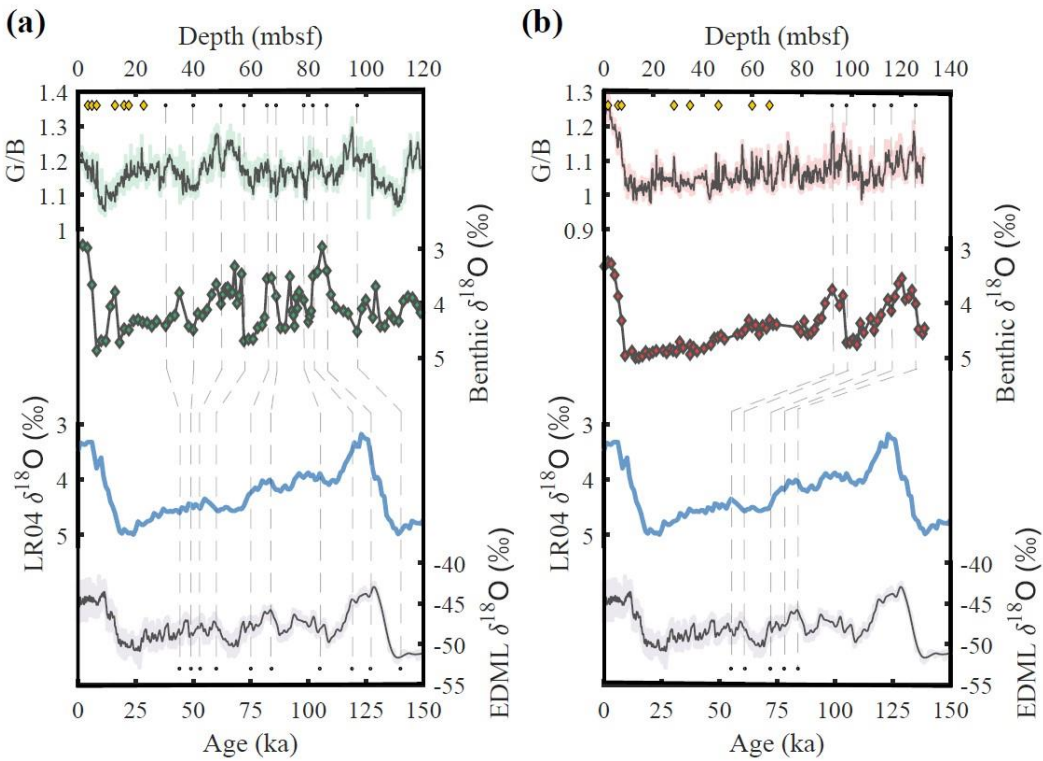 (a)
Depth (mbsf)
0 20 40 60 80 100 120
1.4
1.3
1.2
1.1
1
G/B
3
4
5
Benthic δ¹⁸O (‰)
3
4
5
LR04 δ¹⁸O (‰)
-40
-45
-50
-55
EDML δ¹⁸O (‰)
0 25 50 75 100 125 150
Age (ka)
(b)
Depth (mbsf)
0 20 40 60 80 100 120 140
1.3
1.2
1.1
1
0.9
G/B
3
4
5
Benthic δ¹⁸O (‰)
3
4
5
LR04 δ¹⁸O (‰)
-40
-45
-50
-55
EDML δ¹⁸O (‰)
0 25 50 75 100 125 150
Age (ka)